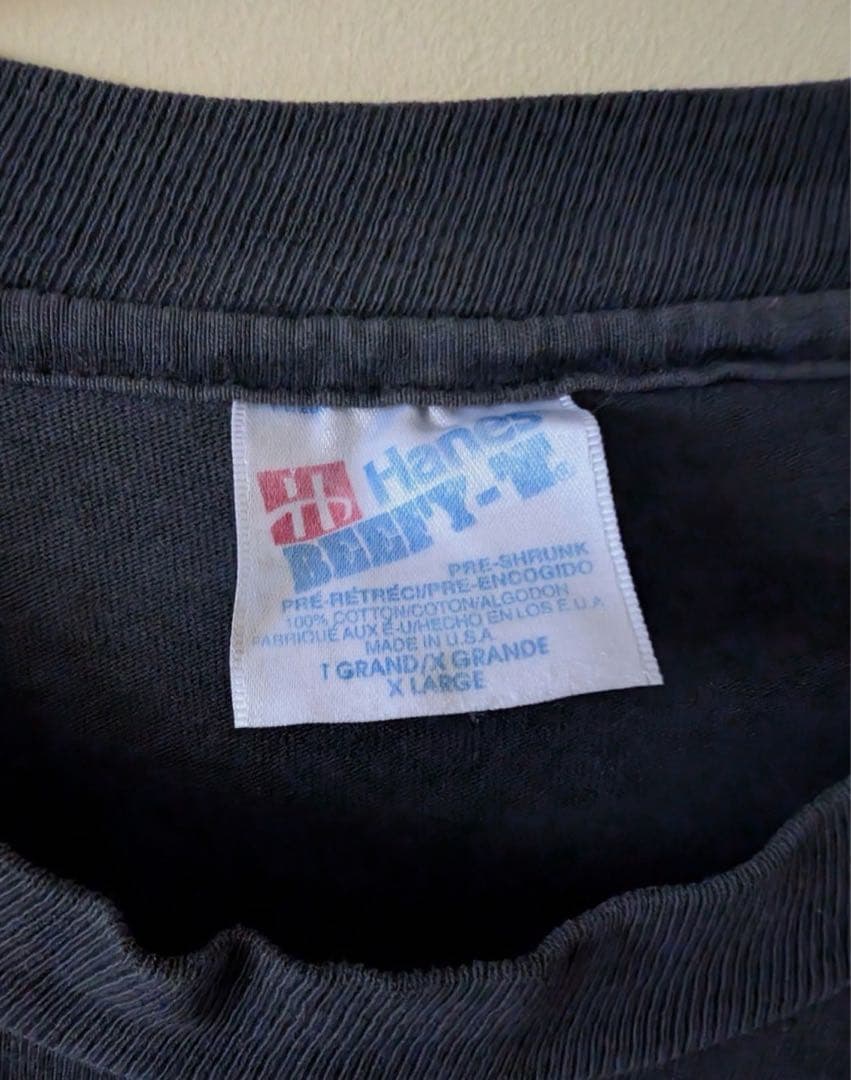 Hanes
BEEFY-
PRE-SHRUNK
PRÉ-RÉTRÉCI/PRE-ENCOGIDO
100% COTTON/COTON/ALGODON
FABRIQUÉ AUX É-U/HECHO EN LOS E.U.A.
MADE IN U.S.A.
T GRAND/X GRANDE
X LARGE